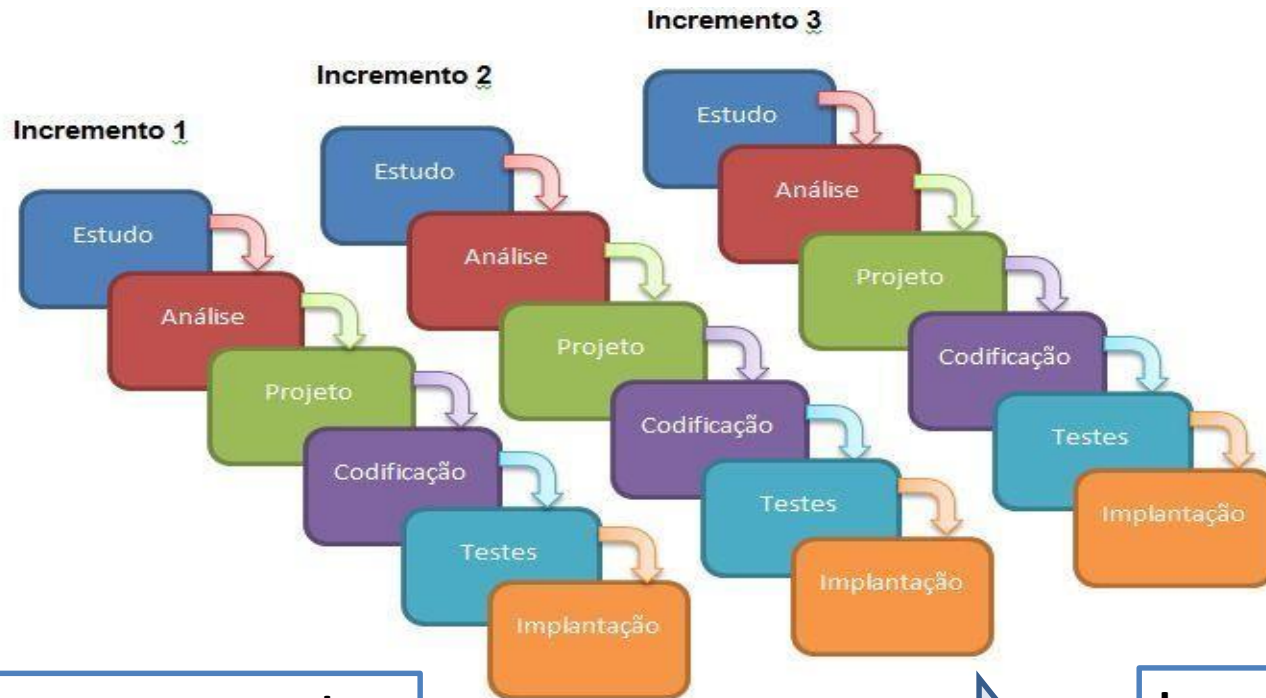 Incremento 1
Estudo
Análise
Projeto
Codificação
Testes
Implantação
Incremento 2
Estudo
Análise
Projeto
Codificação
Testes
Implantação
Incremento 3
Estudo
Análise
Projeto
Codificação
Testes
Implantação